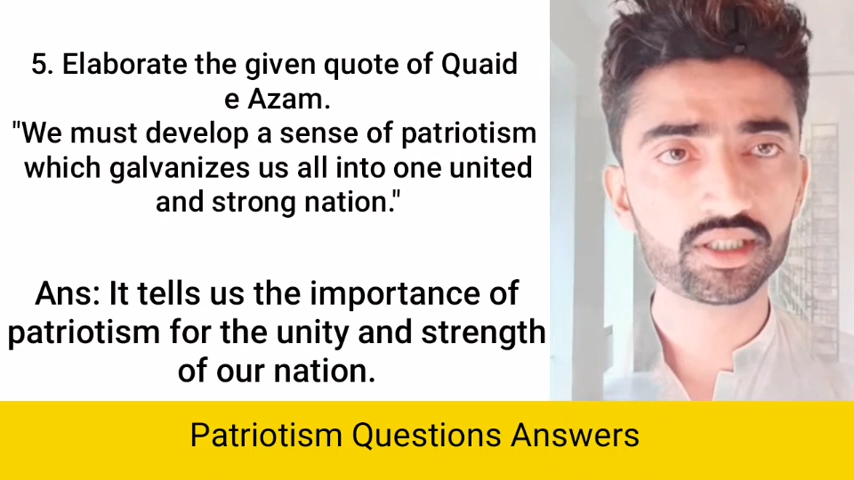 5. Elaborate the given quote of Quaid
e Azam.
"We must develop a sense of patriotism
which galvanizes us all into one united
and strong nation."
Ans: It tells us the importance of
patriotism for the unity and strength
of our nation.
Patriotism Questions Answers